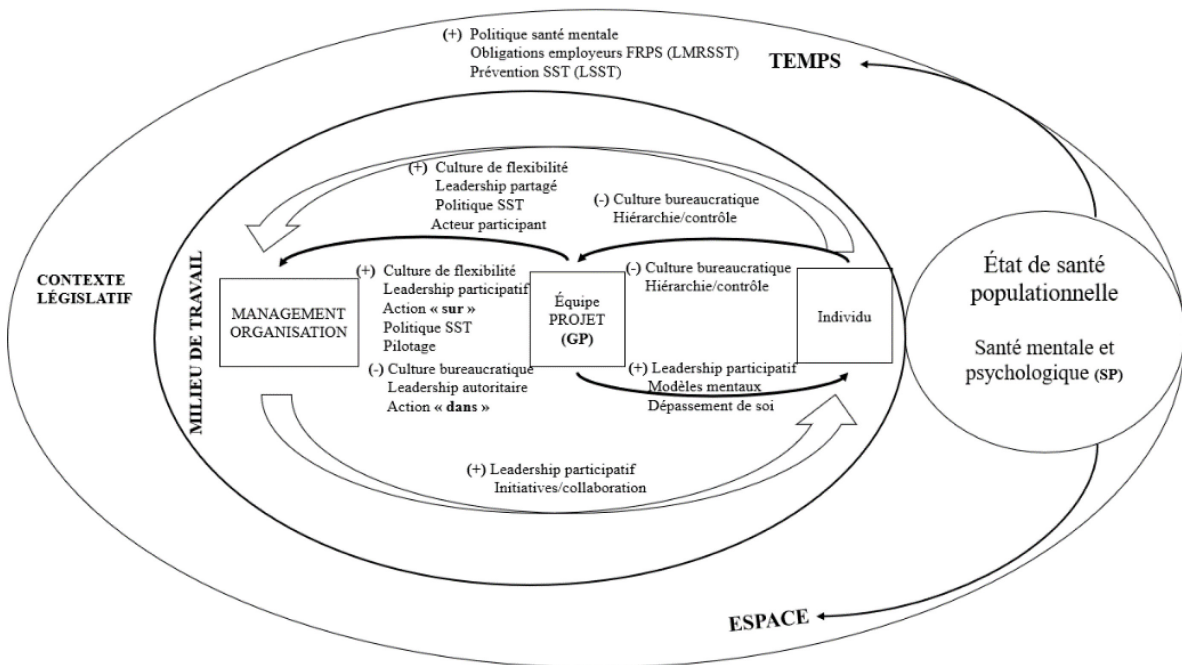 (+) Politique santé mentale
Obligations employeurs FRPS (LMRSST)
Prévention SST (LSST)
TEMPS
(+) Culture de flexibilité
Leadership partagé
Politique SST
Acteur participant
(-) Culture bureaucratique
Hiérarchie/contrôle
CONTEXTE
LÉGISLATIF
MILIEU DE TRAVAIL
MANAGEMENT
ORGANISATION
(+) Culture de flexibilité
Leadership participatif
Action « sur »
Politique SST
Pilotage
(-) Culture bureaucratique
Leadership autoritaire
Action « dans »
Équipe
PROJET
(GP)
(-) Culture bureaucratique
Hiérarchie/contrôle
(+) Leadership participatif
Modèles mentaux
Dépassement de soi
Individu
État de santé
populationnelle
Santé mentale et
psychologique (SP)
(+) Leadership participatif
Initiatives/collaboration
ESPACE